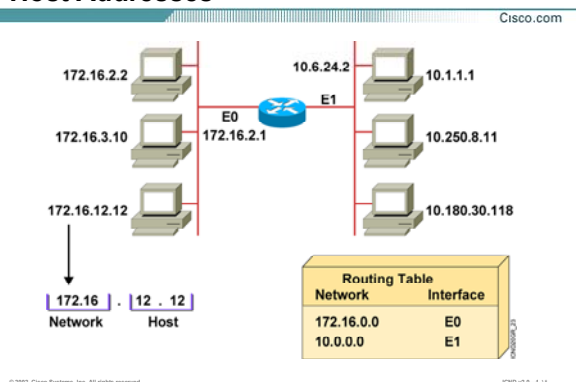 Host Addresses
Cisco.com
172.16.2.2
10.6.24.2
10.1.1.1
E0
E1
172.16.2.1
172.16.3.10
10.250.8.11
172.16.12.12
10.180.30.118
172.16 . 12 . 12
Network Host
Routing Table
Network Interface
172.16.0.0 E0
10.0.0.0 E1